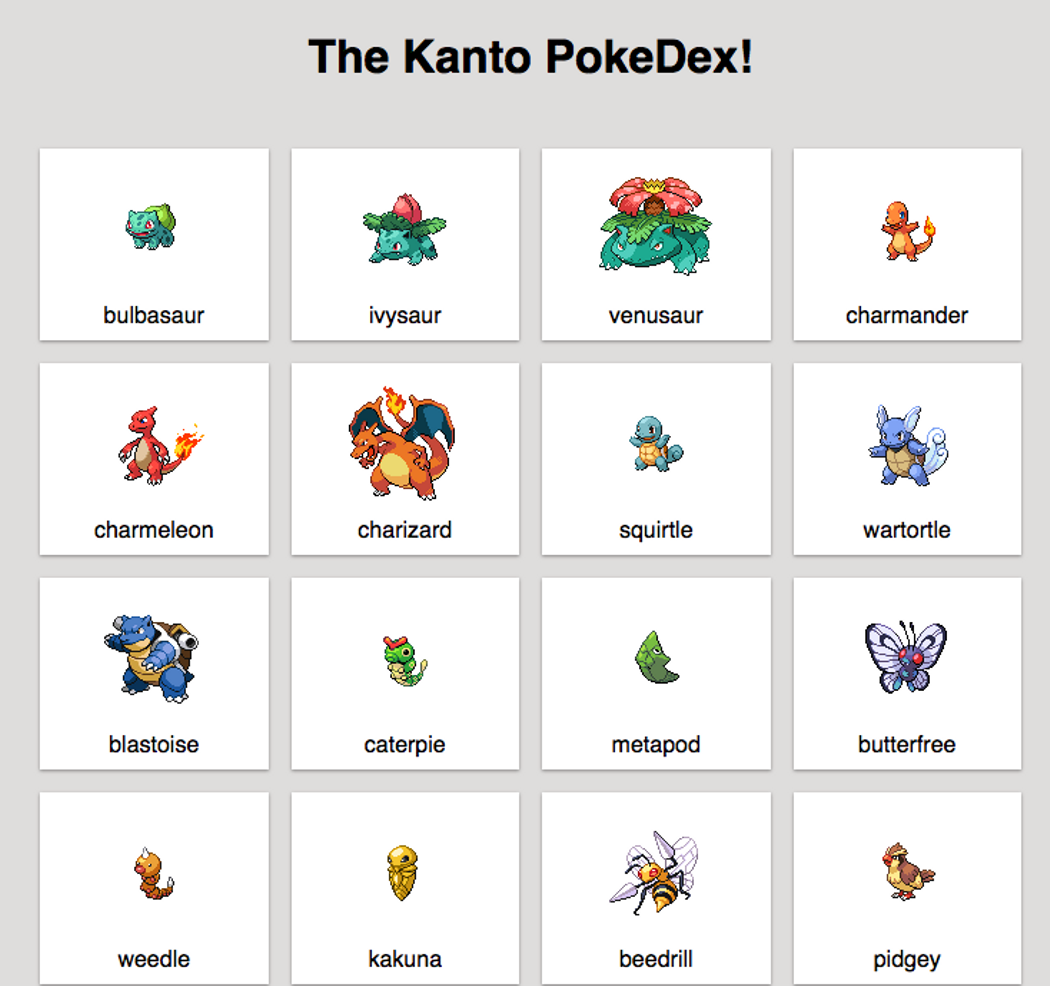 The Kanto PokeDex!
bulbasaur ivysaur venusaur charmander
charmeleon charizard squirtle wartortle
blastoise caterpie metapod butterfree
weedle kakuna beedrill pidgey